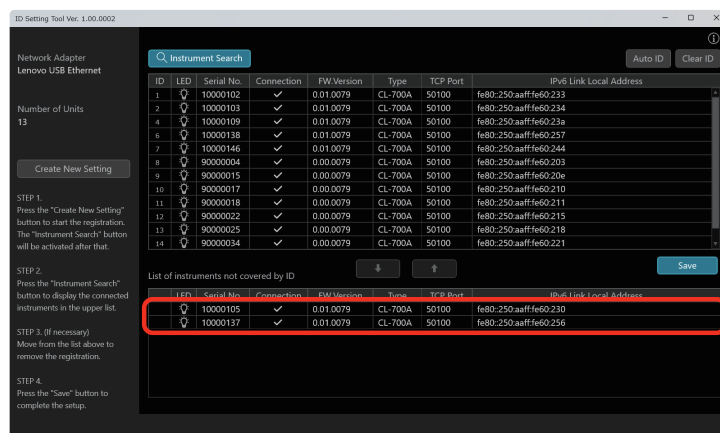 ID Setting Tool Ver. 1.00.0002
Network Adapter
Lenovo USB Ethernet
Number of Units
13
Create New Setting
STEP 1.
Press the "Create New Setting"
button to start the registration.
The "Instrument Search" button
will be activated after that.
STEP 2.
Press the "Instrument Search"
button to display the connected
instruments in the upper list.
STEP 3. (If necessary)
Move from the list above to
remove the registration.
STEP 4.
Press the "Save" button to
complete the setup.
Instrument Search
Auto ID Clear ID
ID LED Serial No. Connection FW.Version Type TCP Port IPv6 Link Local Address
1 10000102 0.01.0079 CL-700A 50100 fe80::250:aaff:fe60:233
2 10000103 0.01.0079 CL-700A 50100 fe80::250:aaff:fe60:234
4 10000109 0.01.0079 CL-700A 50100 fe80::250:aaff:fe60:23a
6 10000138 0.01.0079 CL-700A 50100 fe80::250:aaff:fe60:257
7 10000146 0.01.0079 CL-700A 50100 fe80::250:aaff:fe60:244
8 90000004 0.00.0079 CL-700A 50100 fe80::250:aaff:fe60:203
9 90000015 0.00.0079 CL-700A 50100 fe80::250:aaff:fe60:20e
10 90000017 0.00.0079 CL-700A 50100 fe80::250:aaff:fe60:210
11 90000018 0.00.0079 CL-700A 50100 fe80::250:aaff:fe60:211
12 90000022 0.00.0079 CL-700A 50100 fe80::250:aaff:fe60:215
13 90000025 0.00.0079 CL-700A 50100 fe80::250:aaff:fe60:218
14 90000034 0.00.0079 CL-700A 50100 fe80::250:aaff:fe60:221
Save
List of instruments not covered by ID
LED Serial No. Connection FW.Version Type TCP Port IPv6 Link Local Address
10000105 0.01.0079 CL-700A 50100 fe80::250:aaff:fe60:230
10000137 0.01.0079 CL-700A 50100 fe80::250:aaff:fe60:256